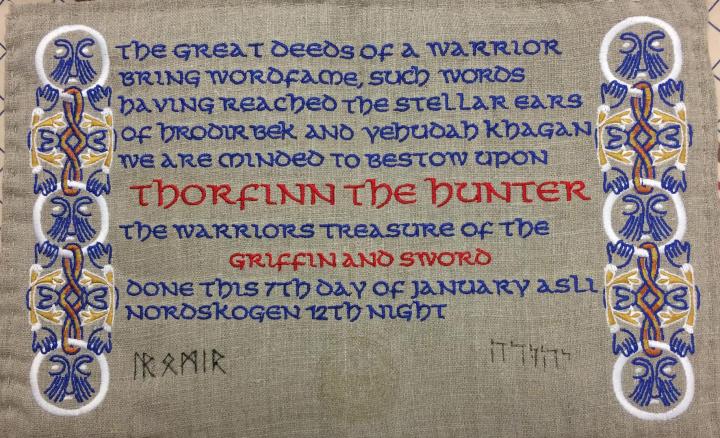 THE GREAT DEEDS OF A WARRIOR
BRING WORDFAME, SUCH WORDS
HAVING REACHED THE STELLAR EARS
OF HRODIR BEK AND YEHUDAH KHAGAN
WE ARE MINDED TO BESTOW UPON
THORFINN THE HUNTER
THE WARRIORS TREASURE OF THE
GRIFFIN AND SWORD
DONE THIS 7TH DAY OF JANUARY ASLI
NORDSKOGEN 12TH NIGHT